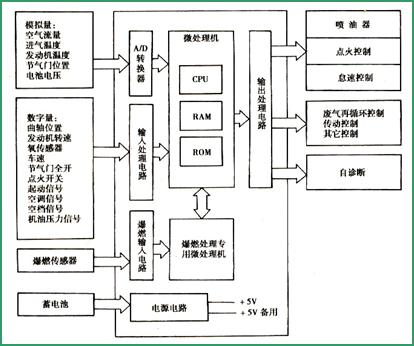 模拟量：
空气流量
进气温度
发动机温度
节气门位置
电池电压
数字量：
曲轴位置
发动机转速
氧传感器
车速
节气门全开
点火开关
起动信号
空调信号
空档信号
机油压力信号
爆燃传感器
蓄电池
A/D
转换器
输入处理电路
爆燃输入电路
微处理机
CPU
RAM
ROM
爆燃处理专
用微处理机
电源电路
+5V
+5V 备用
输出处理电路
喷油器
点火控制
怠速控制
废气再循环控制
传动控制
其它控制
自诊断